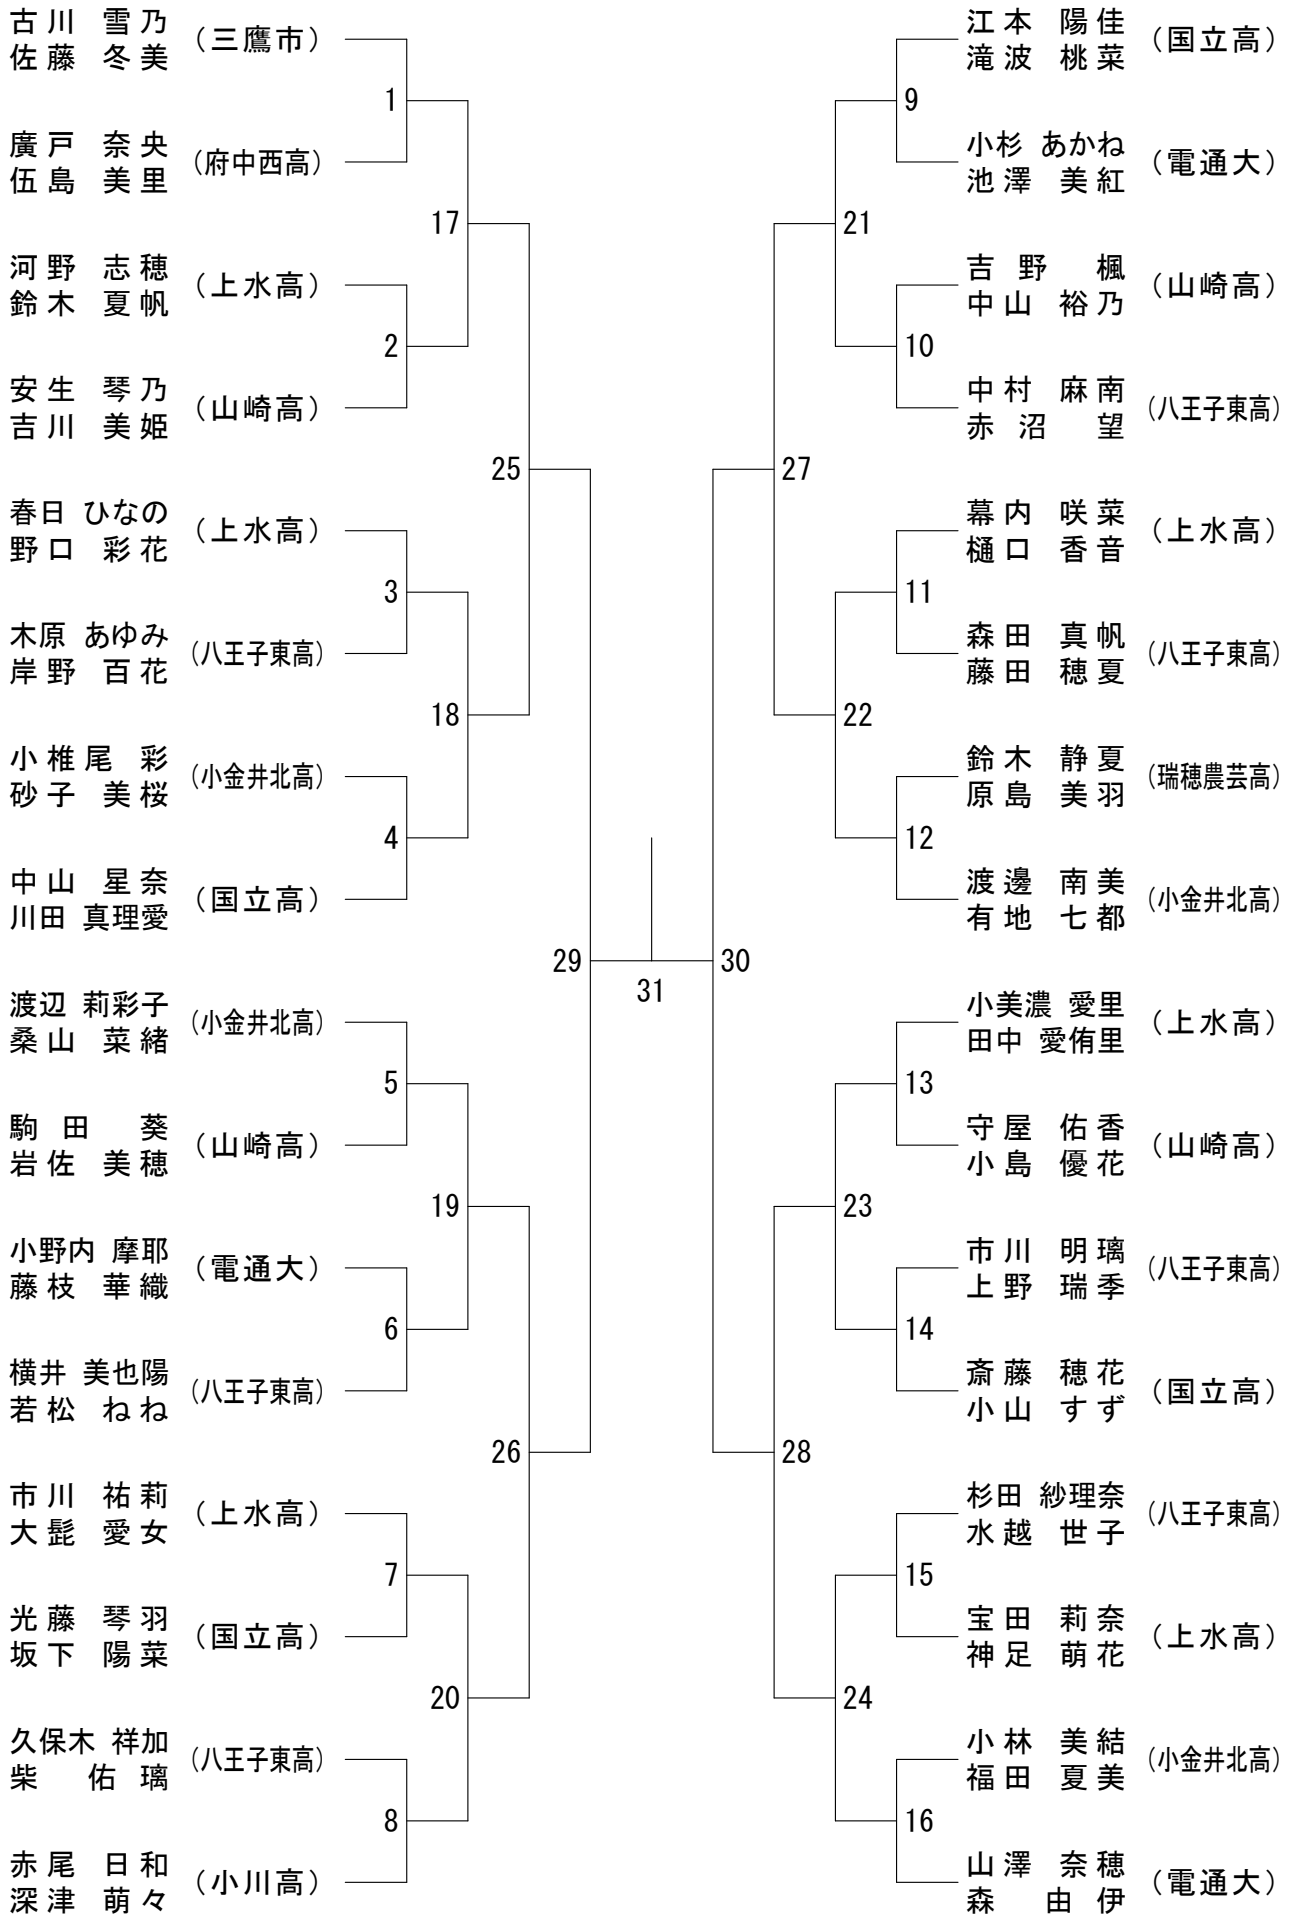 古川 雪乃
佐藤 冬美
(三鷹市)
1
廣戸 奈央
伍島 美里
(府中西高)
17
河野 志穂
鈴木 夏帆
(上水高)
2
安生 琴乃
吉川 美姫
(山崎高)
25
春日 ひなの
野口 彩花
(上水高)
3
木原 あゆみ
岸野 百花
(八王子東高)
18
小椎尾 彩
砂子 美桜
(小金井北高)
4
中山 星奈
川田 真理愛
(国立高)
29
渡辺 莉彩子
桑山 菜緒
(小金井北高)
5
駒田 葵
岩佐 美穂
(山崎高)
19
小野内 摩耶
藤枝 華織
(電通大)
6
横井 美也陽
若松 ねね
(八王子東高)
26
市川 祐莉
大髭 愛女
(上水高)
7
光藤 琴羽
坂下 陽菜
(国立高)
20
久保木 祥加
柴 佑璃
(八王子東高)
8
赤尾 日和
深津 萌々
(小川高)
31
江本 陽佳
滝波 桃菜
(国立高)
9
小杉 あかね
池澤 美紅
(電通大)
21
吉野 楓
中山 裕乃
(山崎高)
10
中村 麻南
赤沼 望
(八王子東高)
27
幕内 咲菜
樋口 香音
(上水高)
11
森田 真帆
藤田 穂夏
(八王子東高)
22
鈴木 静夏
原島 美羽
(瑞穂農芸高)
12
渡邊 南美
有地 七都
(小金井北高)
30
小美濃 愛里
田中 愛侑里
(上水高)
13
守屋 佑香
小島 優花
(山崎高)
23
市川 明璃
上野 瑞季
(八王子東高)
14
斎藤 穂花
小山 すず
(国立高)
28
杉田 紗理奈
水越 世子
(八王子東高)
15
宝田 莉奈
神足 萌花
(上水高)
24
小林 美結
福田 夏美
(小金井北高)
16
山澤 奈穂
森 由伊
(電通大)